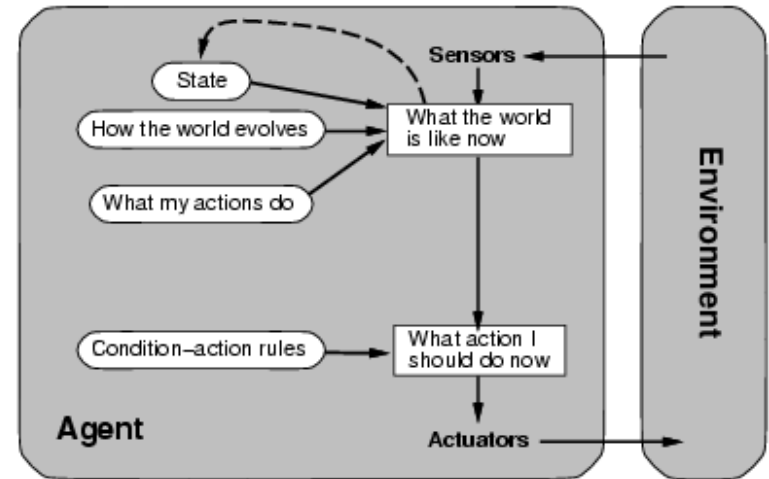 Sensors
State
What the world
is like now
How the world evolves
What my actions do
Environment
Condition–action rules
What action I
should do now
Agent
Actuators